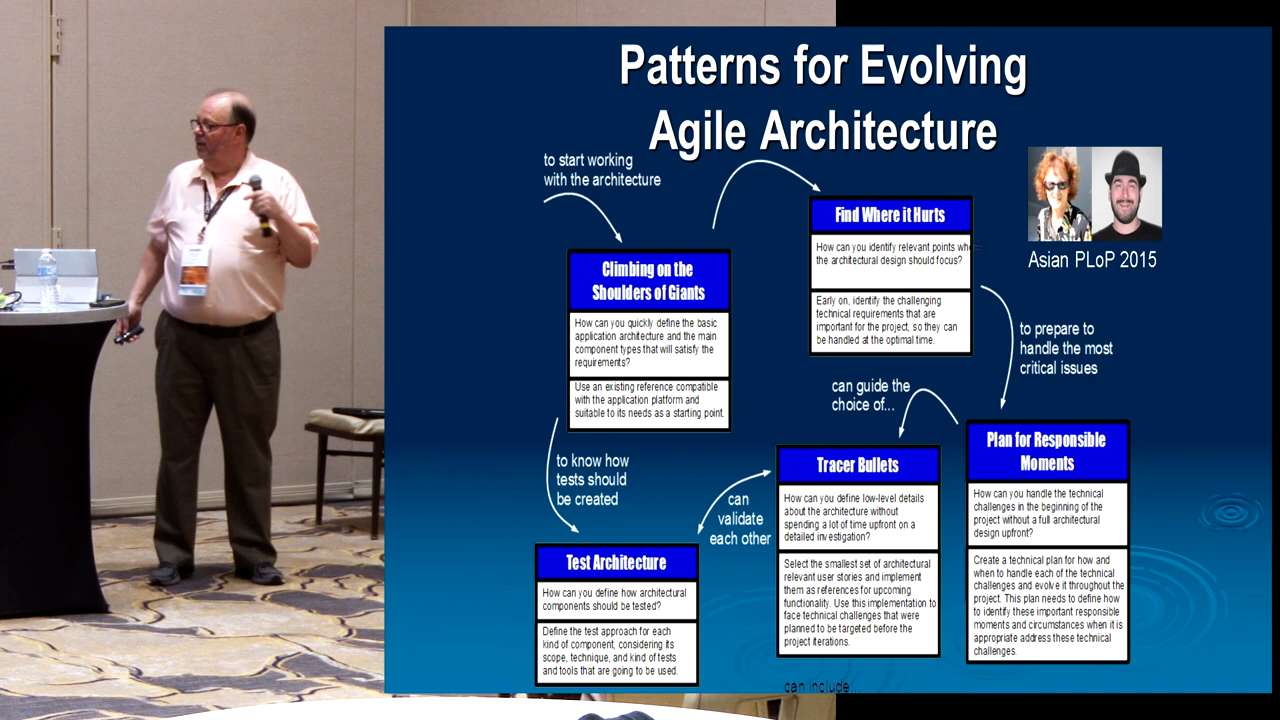 Patterns for Evolving
Agile Architecture
to start working
with the architecture
Climbing on the
Shoulders of Giants
How can you quickly define the basic
application architecture and the main
component types that will satisfy the
requirements?
Use an existing reference compatible
with the application platform and
suitable to its needs as a starting point.
Find Where it Hurts
How can you identify relevant points where
the architectural design should focus?
Early on, identify the challenging
technical requirements that are
important for the project, so they can
be handled at the optimal time.
Asian PLoP 2015
to prepare to
handle the most
critical issues
can guide the
choice of...
Plan for Responsible
Moments
How can you handle the technical
challenges in the beginning of the
project without a full architectural
design upfront?
Create a technical plan for how and
when to handle each of the technical
challenges and evolve it throughout the
project. This plan needs to define how
to identify these important responsible
moments and circumstances when it is
appropriate address these technical
challenges.
Tracer Bullets
How can you define low-level details
about the architecture without
spending a lot of time upfront on a
detailed investigation?
Select the smallest set of architectural
relevant user stories and implement
them as references for upcoming
functionality. Use this implementation to
face technical challenges that were
planned to be targeted before the
project iterations.
to know how
tests should
be created
can
validate
each other
Test Architecture
How can you define how architectural
components should be tested?
Define the test approach for each
kind of component, considering its
scope, technique, and kind of tests
and tools that are going to be used.
can include...